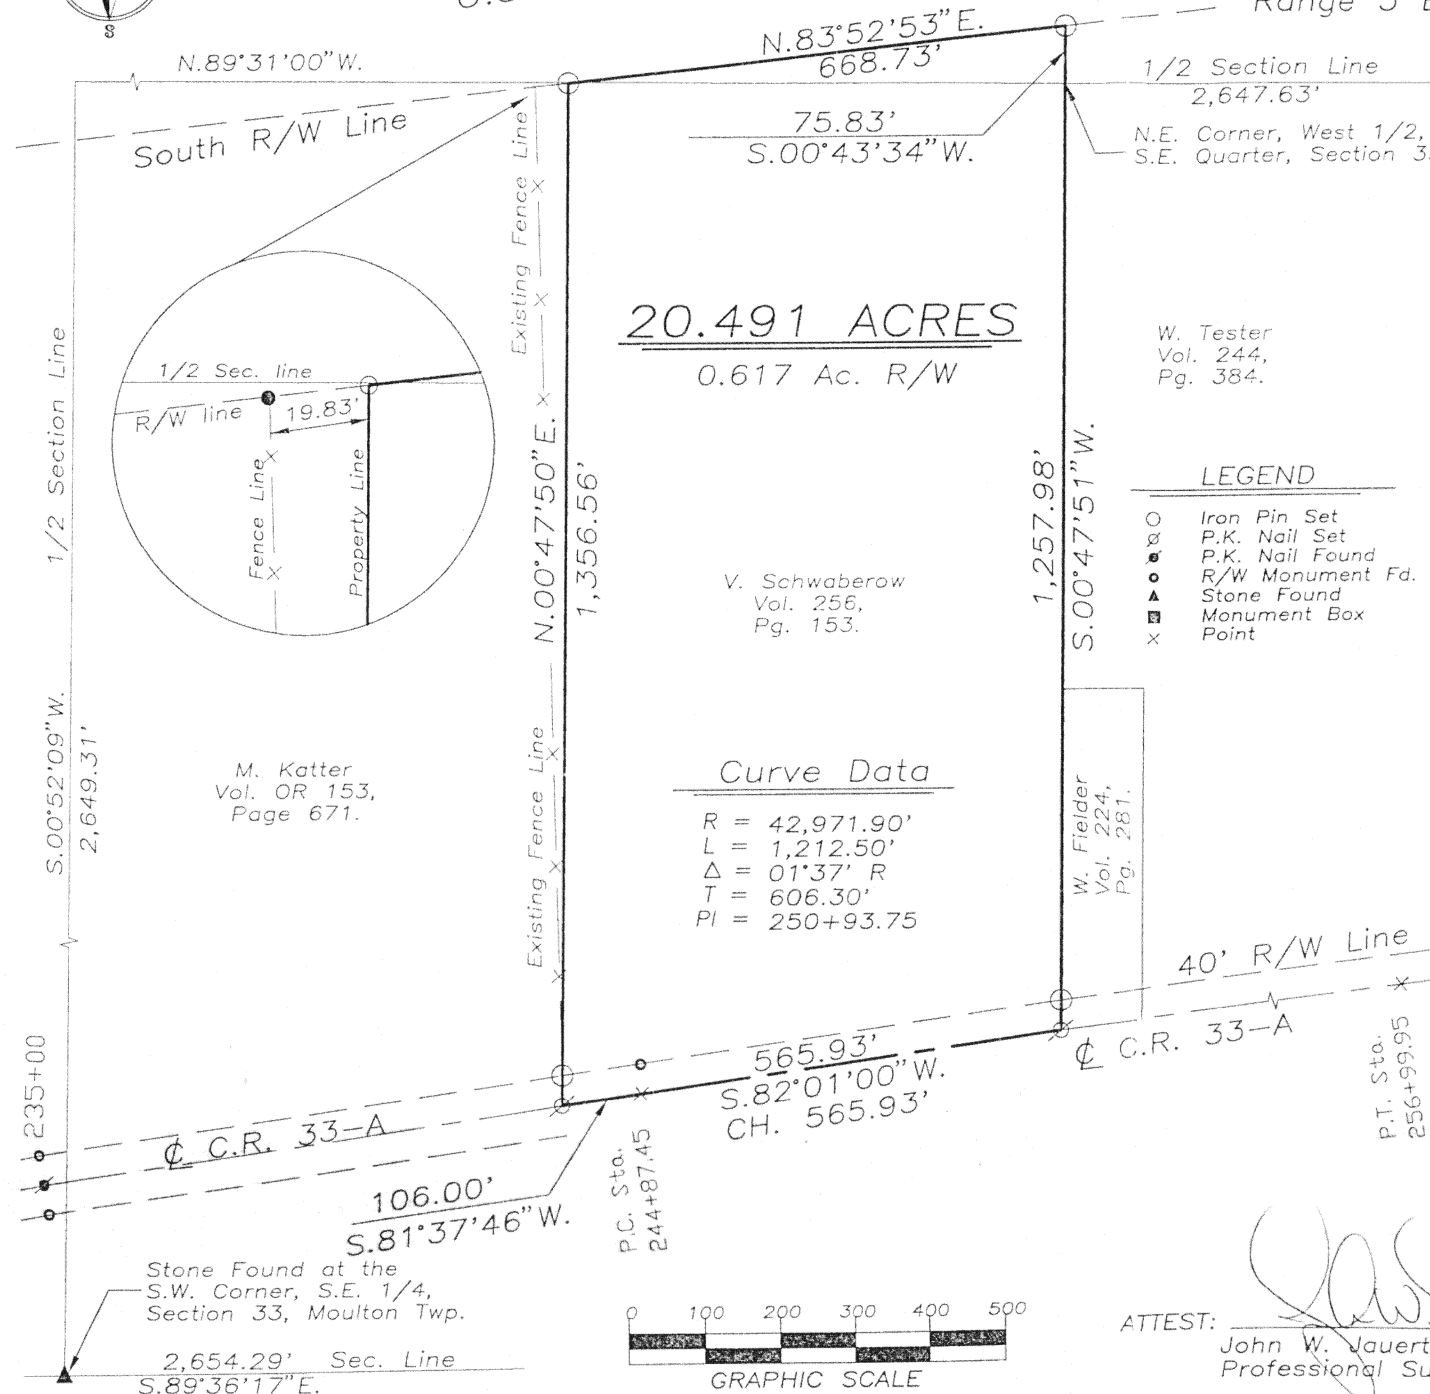 S
N.89°31'00"W.
N.83°52'53"E.
668.73'
1/2 Section Line
2,647.63'
South R/W Line
75.83'
S.00°43'34"W.
N.E. Corner, West 1/2,
S.E. Quarter, Section
Existing Fence Line
20.491 ACRES
0.617 Ac. R/W
W. Tester
Vol. 244,
Pg. 384.
1/2 Sec. line
R/W line
19.83'
Fence Line
Property Line
1/2 Section Line
S.00°52'09"W.
2,649.31'
N.00°47'50"E.
1,356.56'
1,257.98'
S.00°47'51"W.
LEGEND
Iron Pin Set
P.K. Nail Set
P.K. Nail Found
R/W Monument Fd.
Stone Found
Monument Box
Point
V. Schwaberow
Vol. 256,
Pg. 153.
M. Katter
Vol. OR 153,
Page 671.
Existing Fence Line
Curve Data
R = 42,971.90'
L = 1,212.50'
Δ = 01°37' R
T = 606.30'
PI = 250+93.75
W. Fielder
Vol. 224,
Pg. 281.
40' R/W Line
℄ C.R. 33-A
P.T. Sta.
256+99.95
235+00
℄ C.R. 33-A
565.93'
S.82°01'00"W.
CH. 565.93'
106.00'
S.81°37'46"W.
P.C. Sta.
244+87.45
Stone Found at the
S.W. Corner, S.E. 1/4,
Section 33, Moulton Twp.
2,654.29' Sec. Line
S.89°36'17"E.
0 100 200 300 400 500
GRAPHIC SCALE
ATTEST:
John W. Jauert
Professional